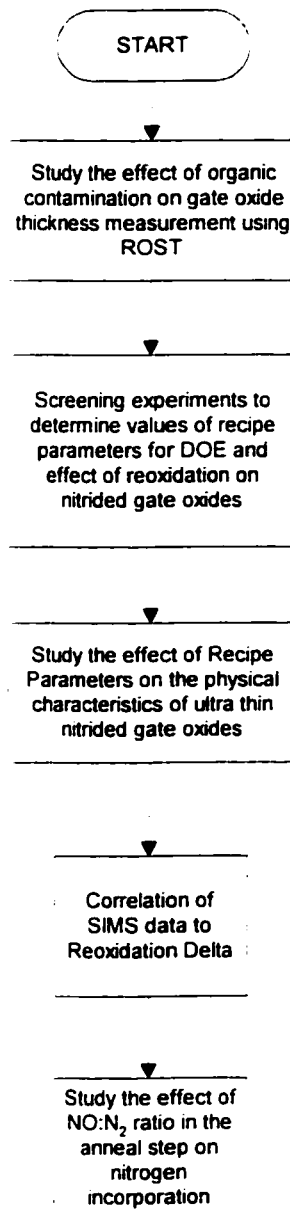 START
Study the effect of organic
contamination on gate oxide
thickness measurement using
ROST
Screening experiments to
determine values of recipe
parameters for DOE and
effect of reoxidation on
nitrided gate oxides
Study the effect of Recipe
Parameters on the physical
characteristics of ultra thin
nitrided gate oxides
Correlation of
SIMS data to
Reoxidation Delta
Study the effect of
NO:N₂ ratio in the
anneal step on
nitrogen
incorporation